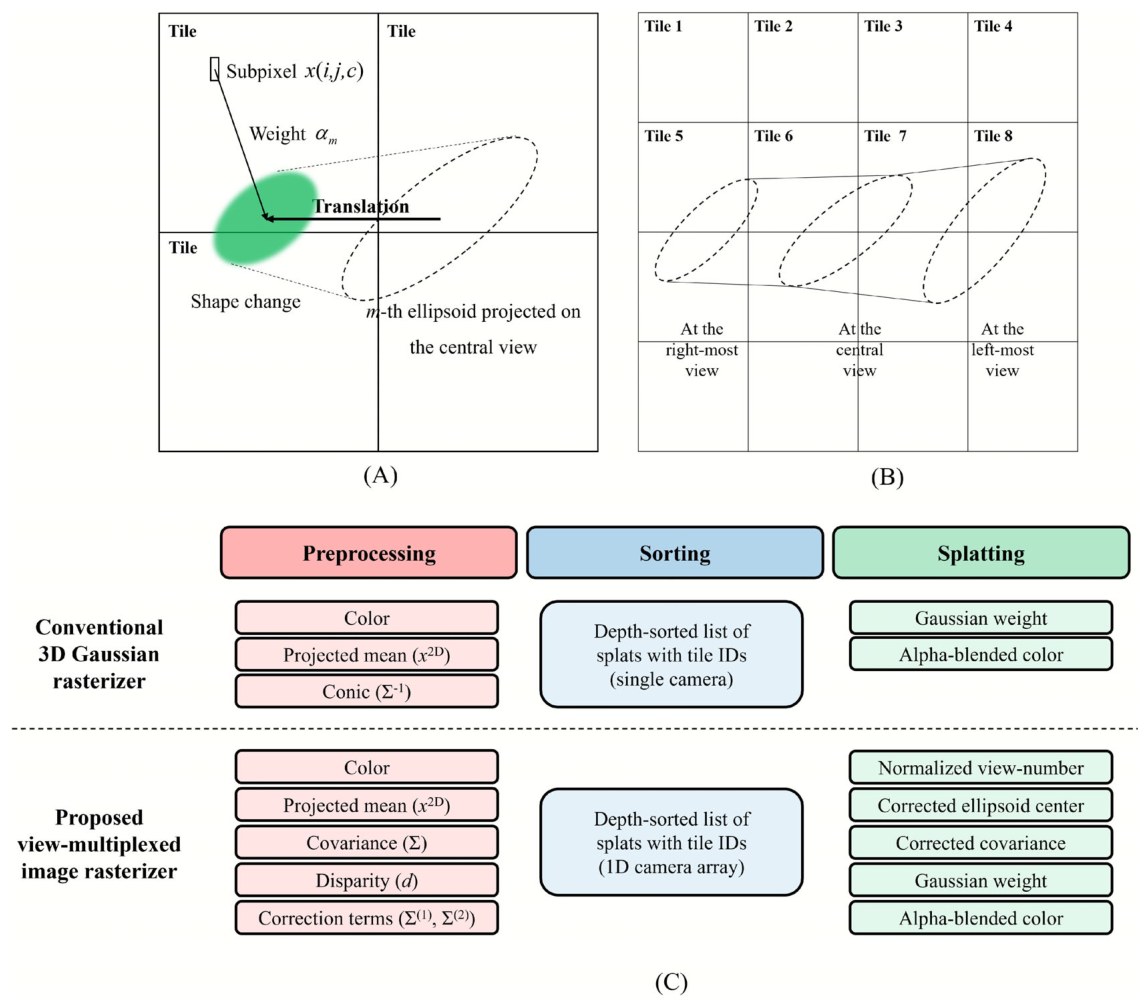 Tile
Tile
Subpixel x(i,j,c)
Weight αm
Translation
Tile
Shape change
m-th ellipsoid projected on
the central view
(A)
Tile 1
Tile 2
Tile 3
Tile 4
Tile 5
Tile 6
Tile 7
Tile 8
At the
right-most
view
At the
central
view
At the
left-most
view
(B)
Preprocessing
Sorting
Splatting
Conventional
3D Gaussian
rasterizer
Color
Projected mean (x²ᴰ)
Conic (Σ⁻¹)
Depth-sorted list of
splats with tile IDs
(single camera)
Gaussian weight
Alpha-blended color
Proposed
view-multiplexed
image rasterizer
Color
Projected mean (x²ᴰ)
Covariance (Σ)
Disparity (d)
Correction terms (Σ⁽¹⁾, Σ⁽²⁾)
Depth-sorted list of
splats with tile IDs
(1D camera array)
Normalized view-number
Corrected ellipsoid center
Corrected covariance
Gaussian weight
Alpha-blended color
(C)